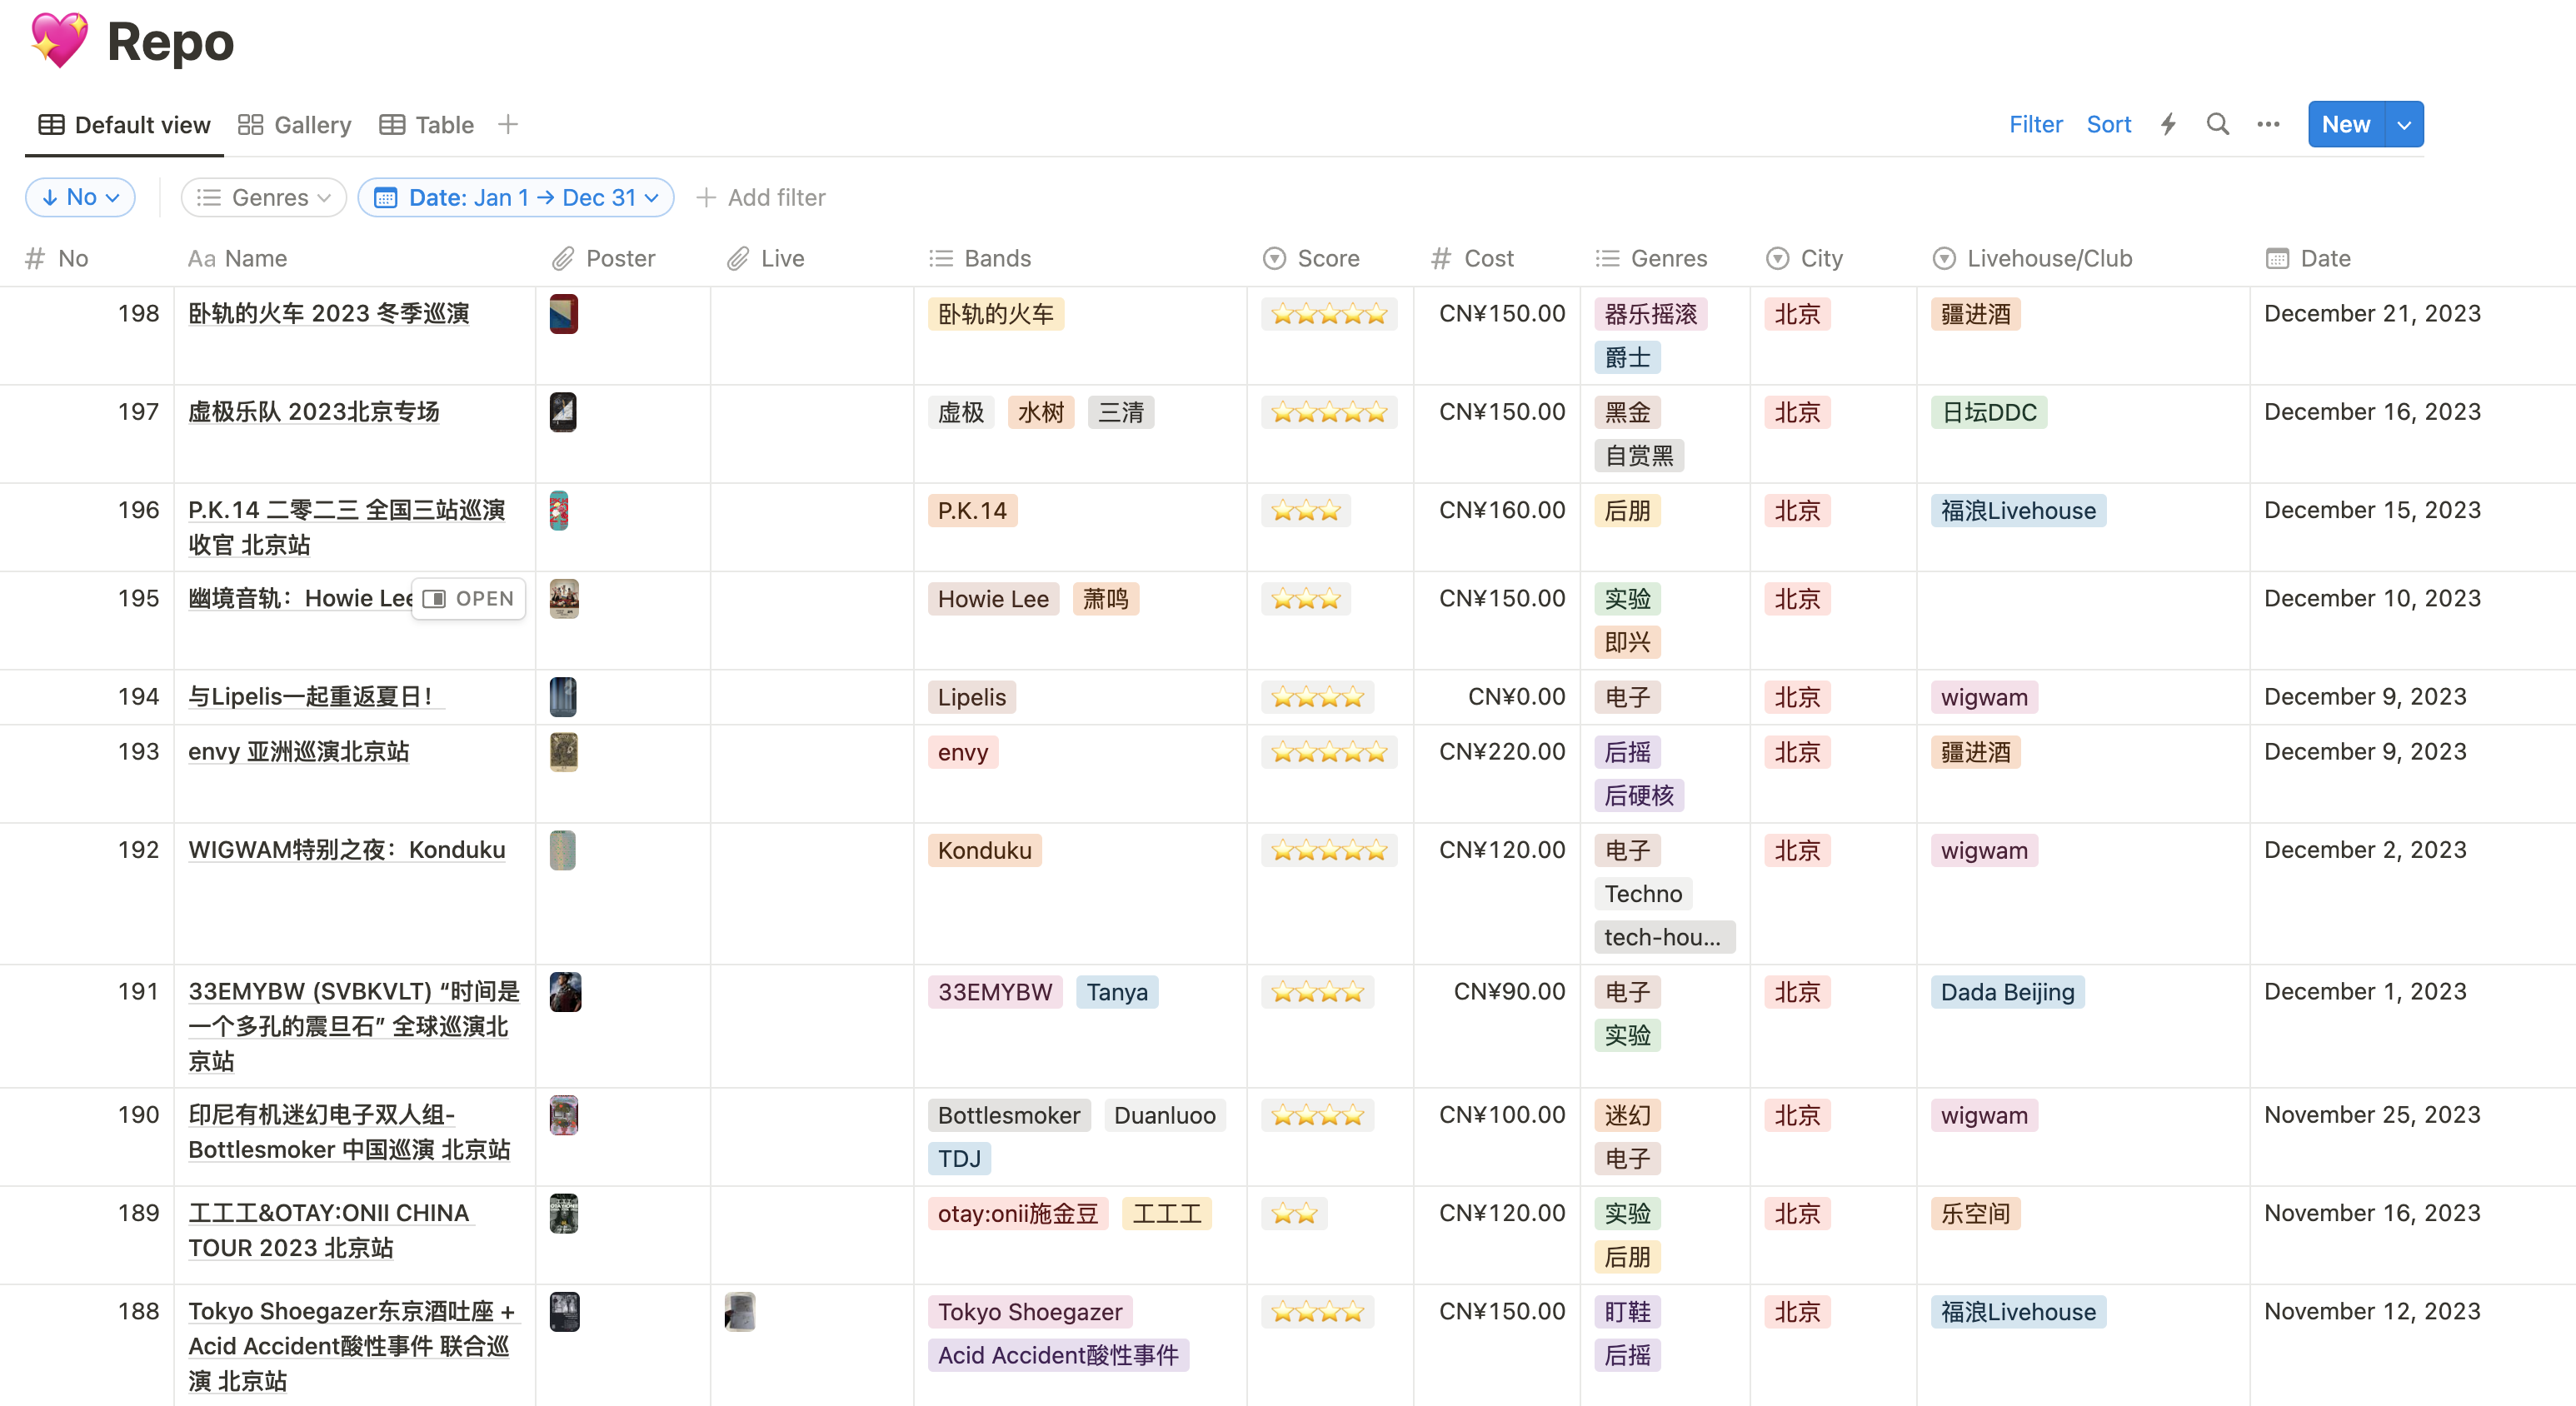 💖 Repo
Default view Gallery Table
Filter Sort New
No Genres Date: Jan 1 → Dec 31 Add filter
No Name Poster Live Bands Score Cost Genres City Livehouse/Club Date
198 卧轨的火车 2023 冬季巡演 卧轨的火车 ⭐⭐⭐⭐⭐ CN¥150.00 器乐摇滚 北京 疆进酒 December 21, 2023
爵士
197 虚极乐队 2023北京专场 虚极 水树 三清 ⭐⭐⭐⭐⭐ CN¥150.00 黑金 北京 日坛DDC December 16, 2023
自赏黑
196 P.K.14 二零二三 全国三站巡演 P.K.14 ⭐⭐⭐ CN¥160.00 后朋 北京 福浪Livehouse December 15, 2023
收官 北京站
195 幽境音轨：Howie Lee OPEN Howie Lee 萧鸣 ⭐⭐⭐ CN¥150.00 实验 北京 December 10, 2023
即兴
194 与Lipelis一起重返夏日！ Lipelis ⭐⭐⭐⭐ CN¥0.00 电子 北京 wigwam December 9, 2023
193 envy 亚洲巡演北京站 envy ⭐⭐⭐⭐⭐ CN¥220.00 后摇 北京 疆进酒 December 9, 2023
后硬核
192 WIGWAM特别之夜：Konduku Konduku ⭐⭐⭐⭐⭐ CN¥120.00 电子 北京 wigwam December 2, 2023
Techno
tech-hou...
191 33EMYBW (SVBKVLT) “时间是 33EMYBW Tanya ⭐⭐⭐⭐ CN¥90.00 电子 北京 Dada Beijing December 1, 2023
一个多孔的震旦石” 全球巡演北 实验
京站
190 印尼有机迷幻电子双人组- Bottlesmoker Duanluoo ⭐⭐⭐⭐ CN¥100.00 迷幻 北京 wigwam November 25, 2023
Bottlesmoker 中国巡演 北京站 TDJ 电子
189 工工工&OTAY:ONII CHINA otay:onii施金豆 工工工 ⭐⭐ CN¥120.00 实验 北京 乐空间 November 16, 2023
TOUR 2023 北京站 后朋
188 Tokyo Shoegazer东京酒吐座 + Tokyo Shoegazer ⭐⭐⭐⭐ CN¥150.00 盯鞋 北京 福浪Livehouse November 12, 2023
Acid Accident酸性事件 联合巡 Acid Accident酸性事件 后摇
演 北京站